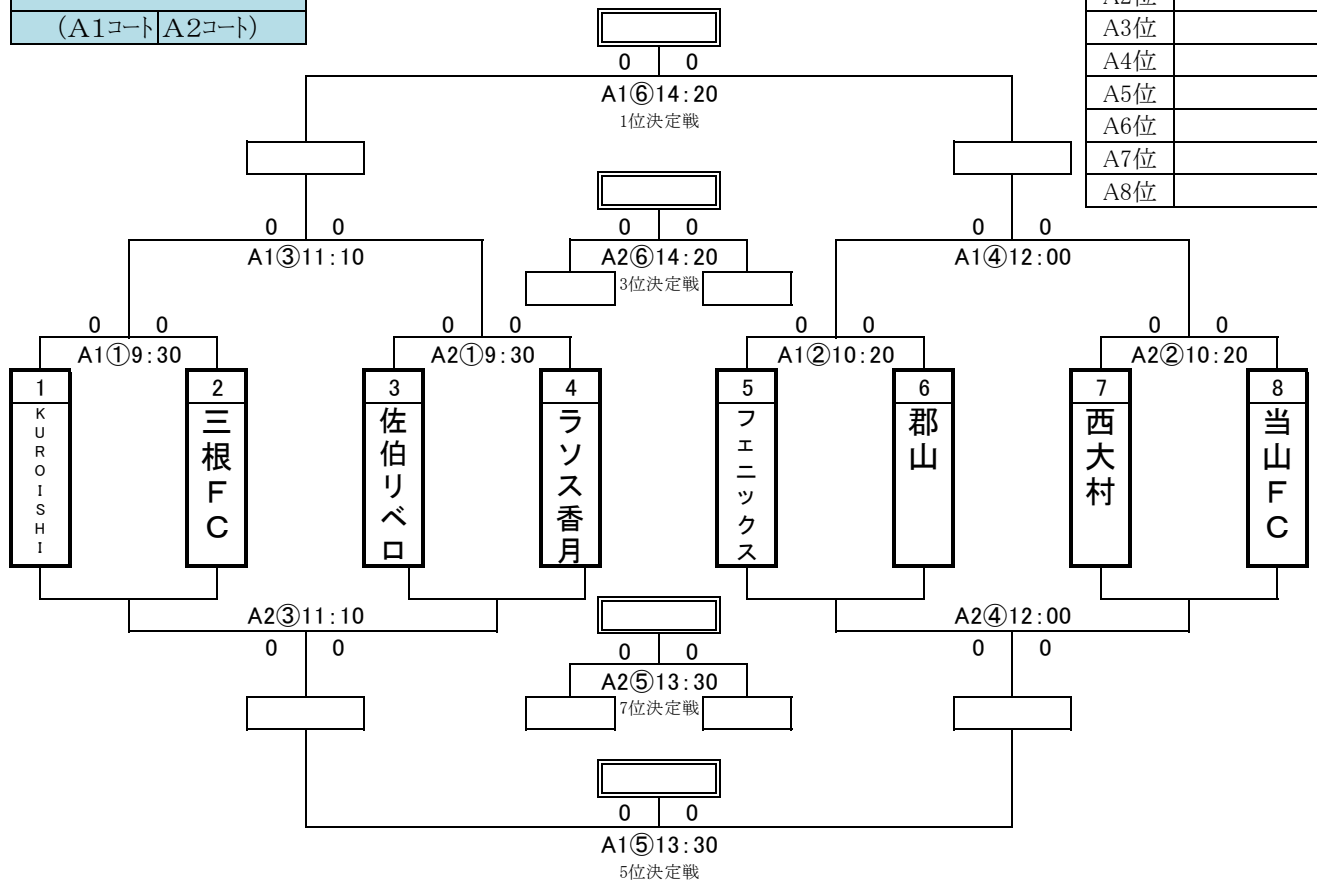 (A1コート A2コート)
A2位
A3位
A4位
A5位
A6位
A7位
A8位
0 0
A1⑥14:20
1位決定戦
0 0
A1③11:10
0 0
A2⑥14:20
3位決定戦
0 0
A1④12:00
0 0
A1①9:30
0 0
A2①9:30
0 0
A1②10:20
0 0
A2②10:20
1
KUROISHI
2
三根FC
3
佐伯リベロ
4
ラソス香月
5
フェニックス
6
郡山
7
西大村
8
当山FC
A2③11:10
0 0
A2④12:00
0 0
0 0
A2⑤13:30
7位決定戦
0 0
A1⑤13:30
5位決定戦